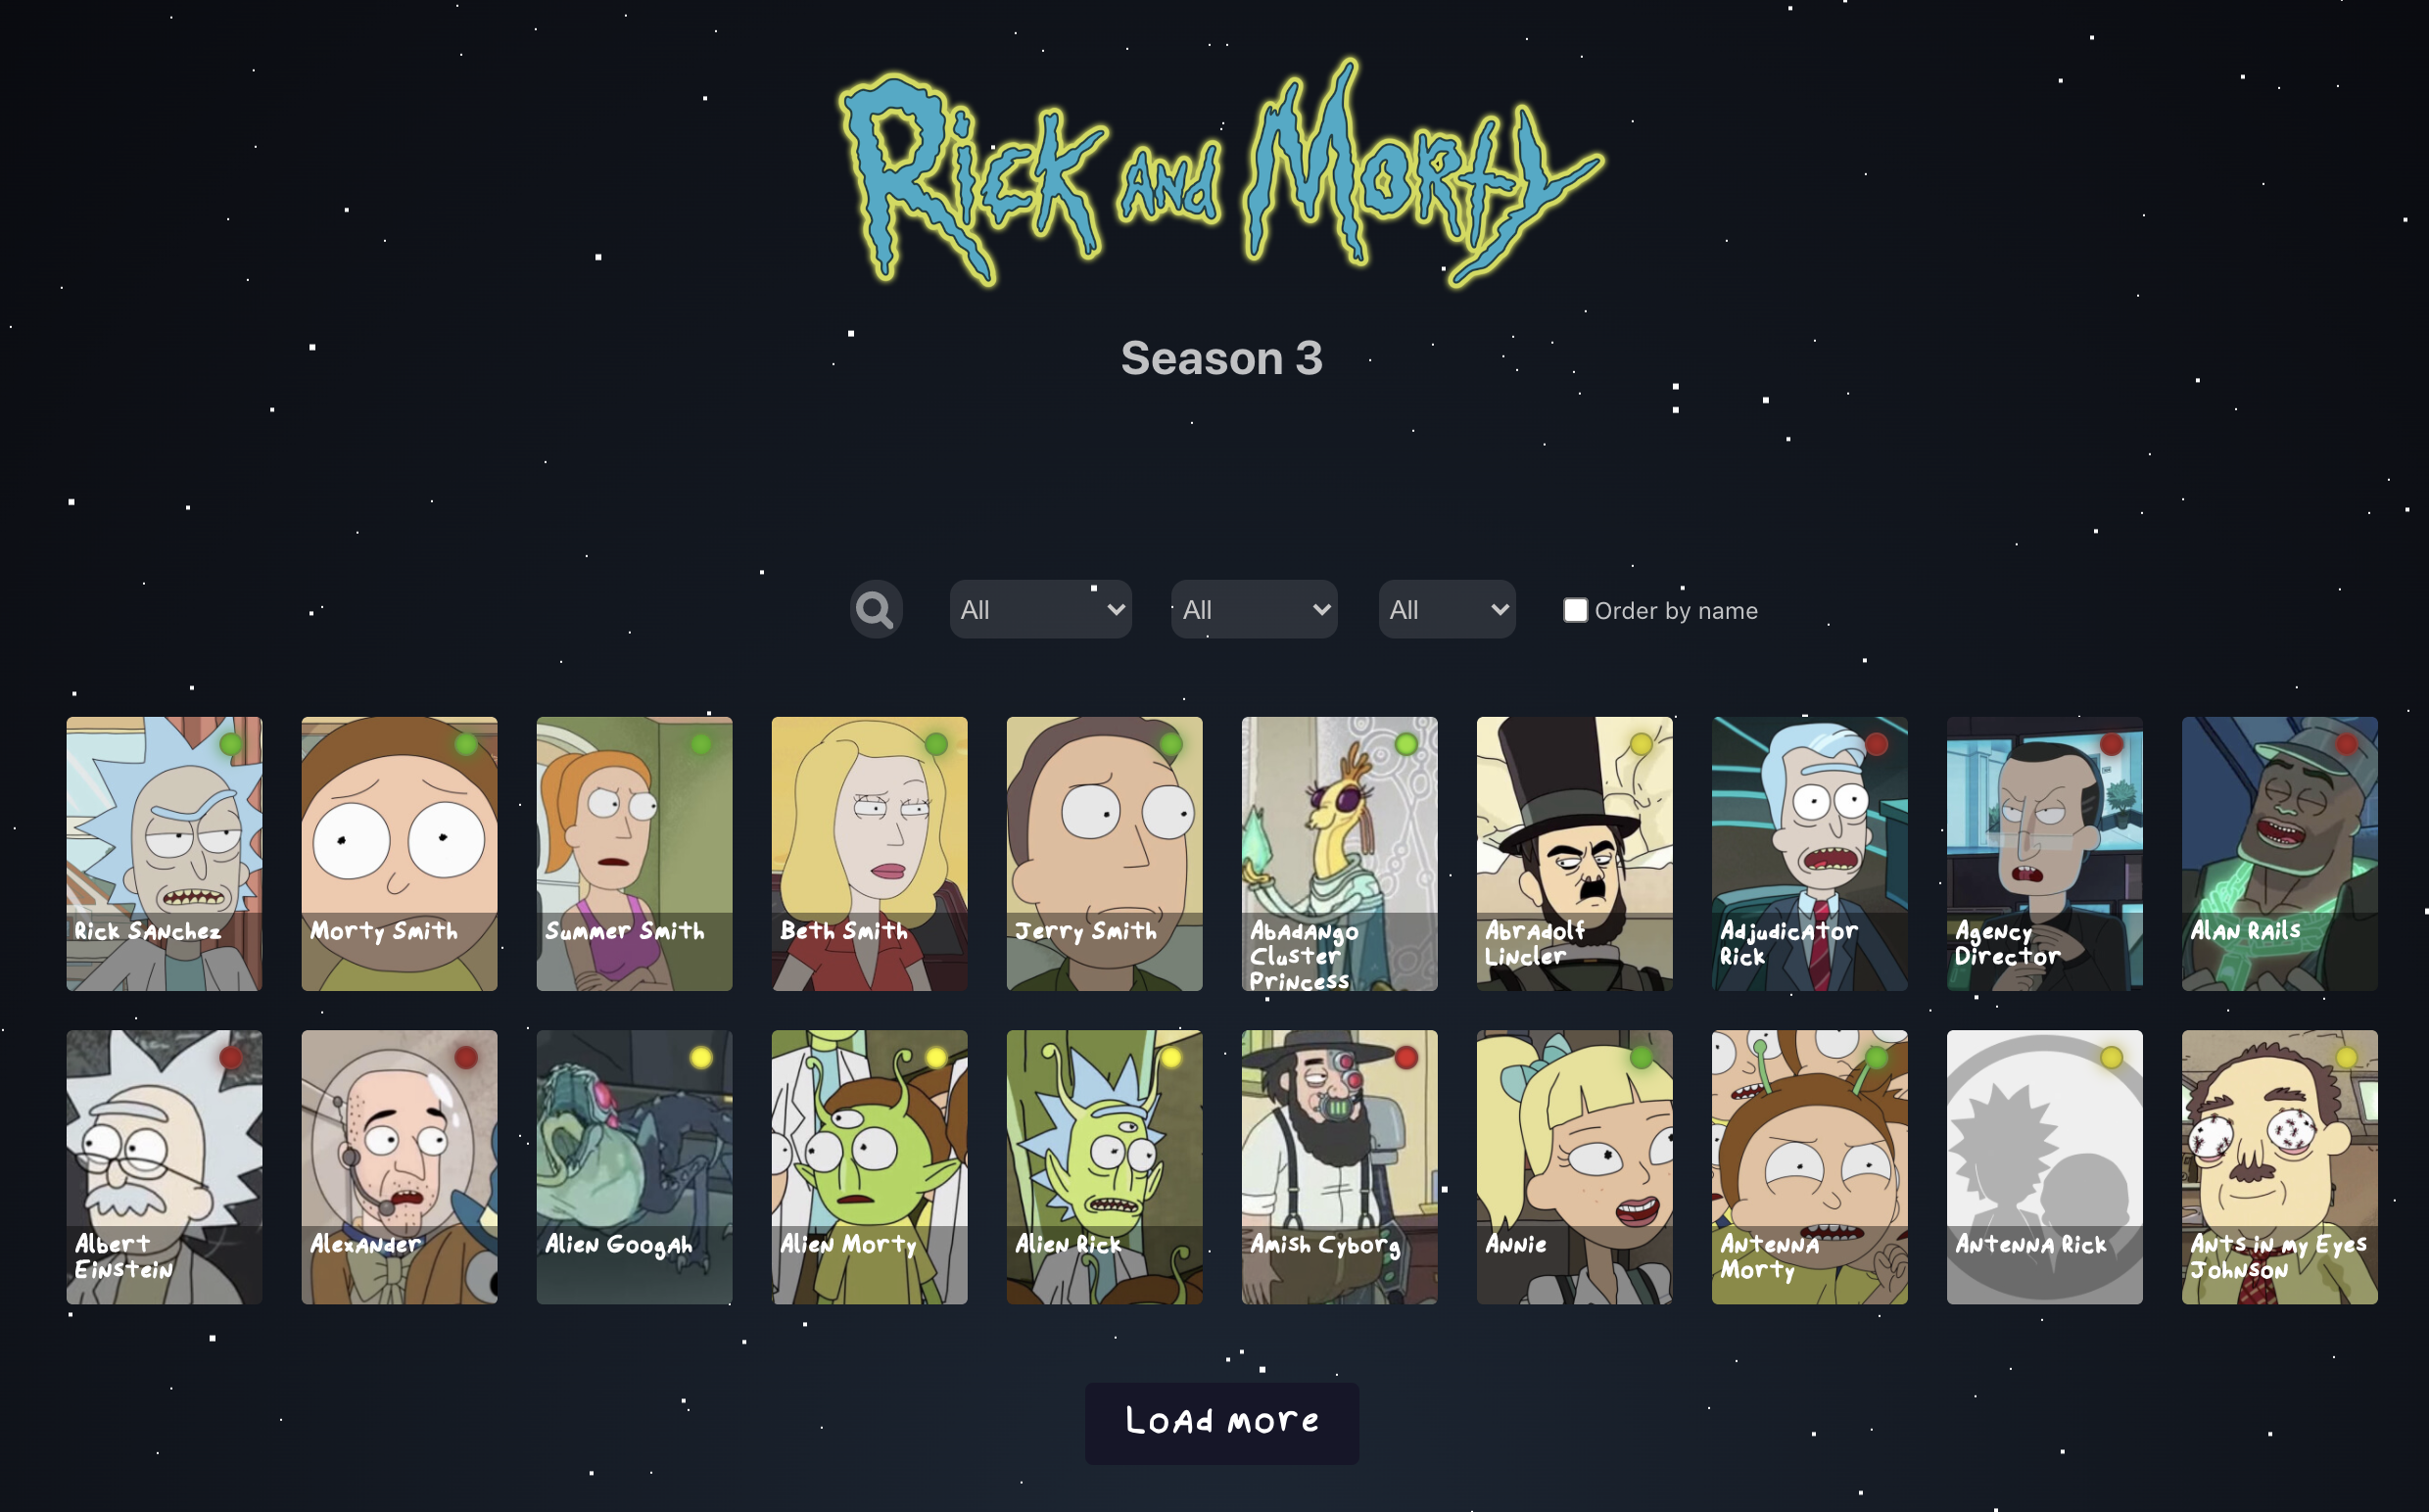 Rick and Morty
Season 3
All
All
All
Order by name
Rick Sanchez
Morty Smith
Summer Smith
Beth Smith
Jerry Smith
Abadango
Cluster
Princess
Abradolf
Lincler
Adjudicator
Rick
Agency
Director
Alan Rails
Albert
Einstein
Alexander
Alien Googah
Alien Morty
Alien Rick
Amish Cyborg
Annie
Antenna
Morty
Antenna Rick
Ants in my Eyes
Johnson
Load more